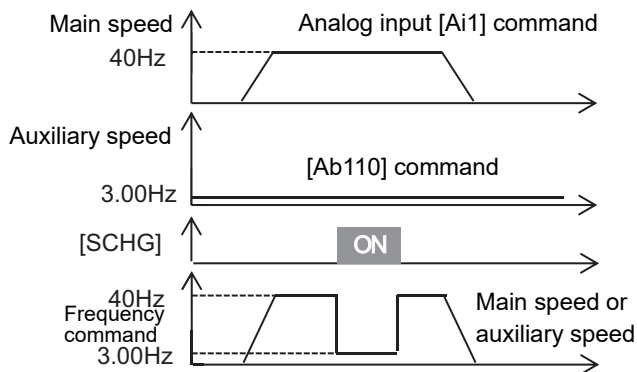 Main speed
Analog input [Ai1] command
40Hz
Auxiliary speed
[Ab110] command
3.00Hz
[SCHG]
ON
40Hz
Frequency
command
3.00Hz
Main speed or
auxiliary speed